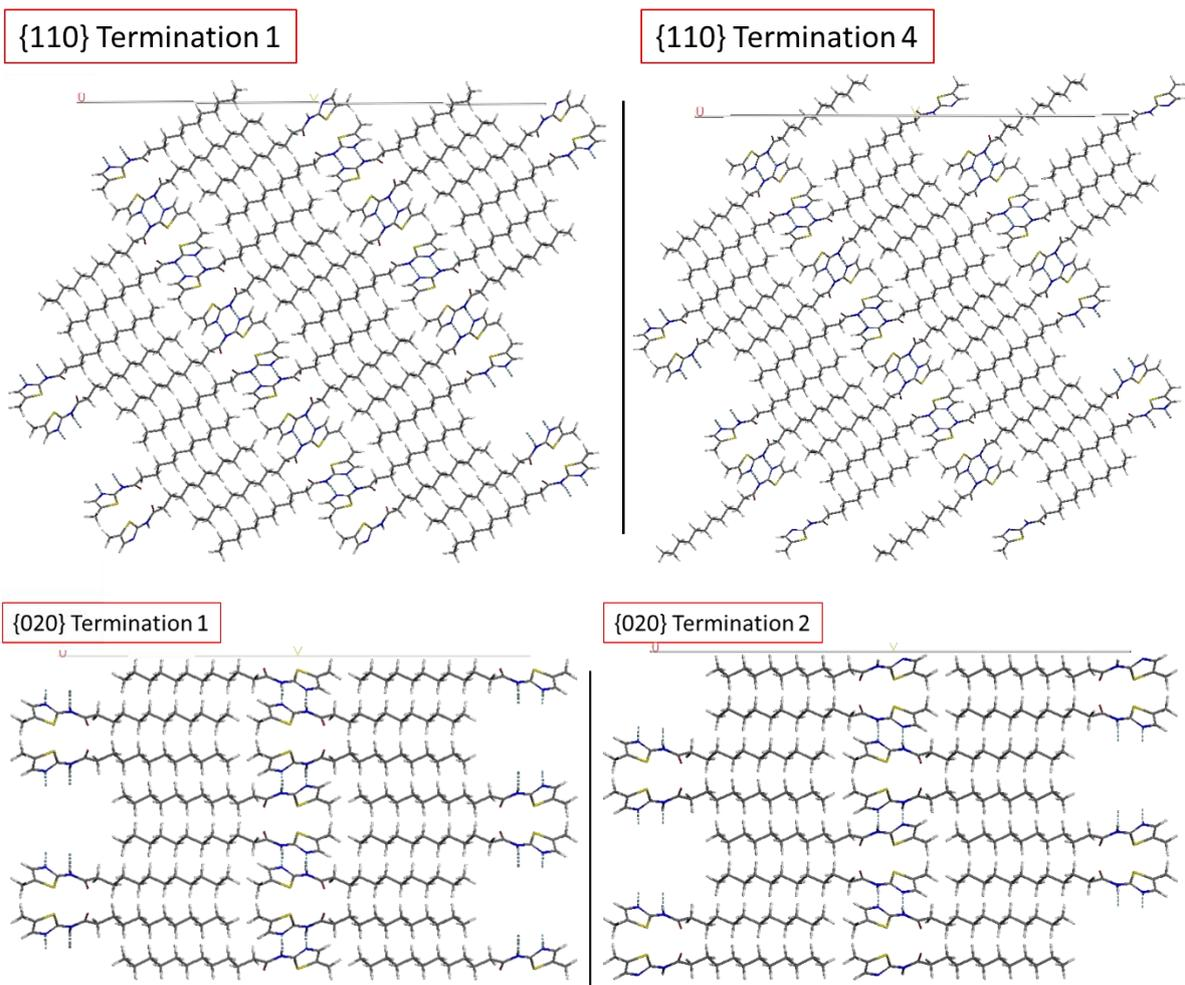 {110} Termination 1
{110} Termination 4
U
V
U
V
{020} Termination 1
{020} Termination 2
U
V
U
V